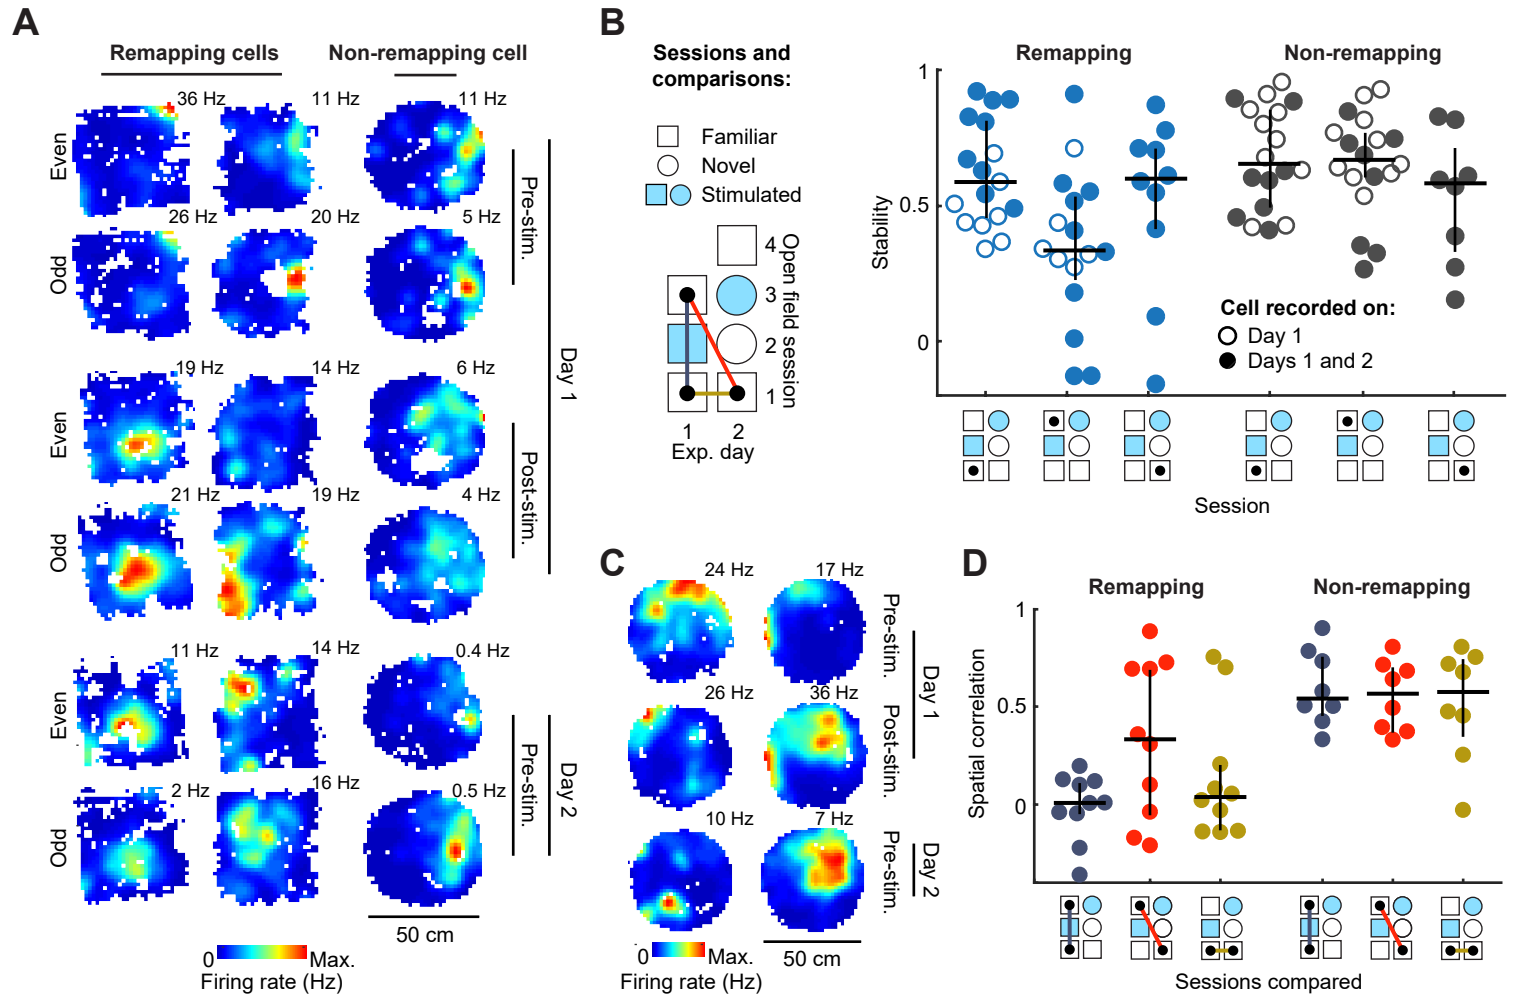 A
Remapping cells
Non-remapping cell
36 Hz
11 Hz
11 Hz
Even
26 Hz
20 Hz
5 Hz
Odd
Pre-stim.
19 Hz
14 Hz
6 Hz
Even
21 Hz
19 Hz
4 Hz
Odd
Post-stim.
Day 1
11 Hz
14 Hz
0.4 Hz
Even
2 Hz
16 Hz
0.5 Hz
Odd
Pre-stim.
Day 2
50 cm
0
Max.
Firing rate (Hz)
B
Sessions and
comparisons:
Familiar
Novel
Stimulated
4
3
2
1
Open field session
1
2
Exp. day
Remapping
Non-remapping
1
0.5
0
Stability
Cell recorded on:
Day 1
Days 1 and 2
Session
C
24 Hz
17 Hz
Pre-stim.
26 Hz
36 Hz
Post-stim.
Day 1
10 Hz
7 Hz
Pre-stim.
Day 2
0
Max.
Firing rate (Hz)
50 cm
D
Remapping
Non-remapping
1
0.5
0
Spatial correlation
Sessions compared